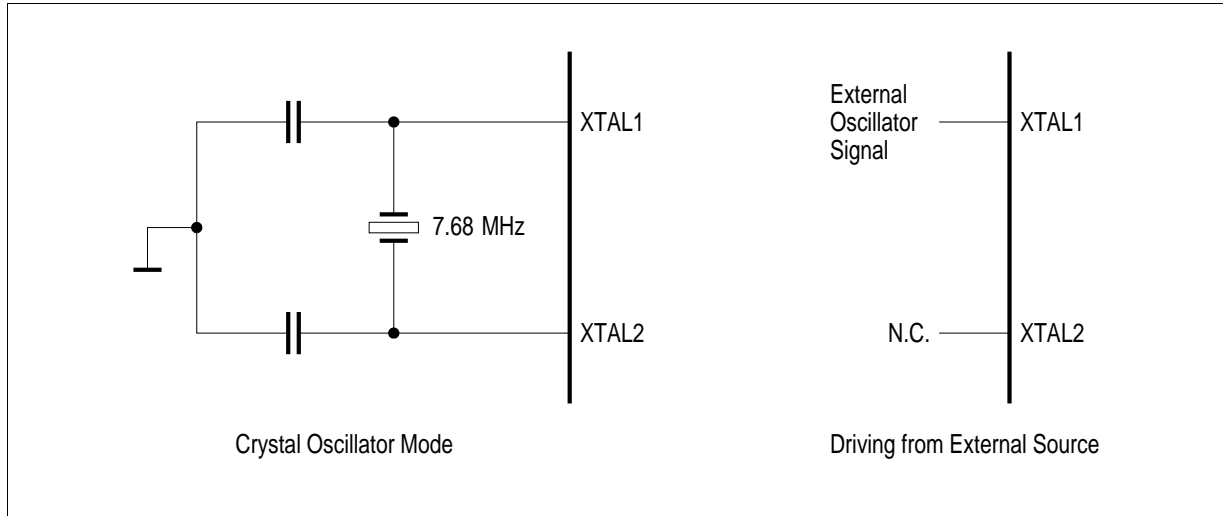 XTAL1
7.68 MHz
XTAL2
Crystal Oscillator Mode
External
Oscillator
Signal
XTAL1
N.C.
XTAL2
Driving from External Source